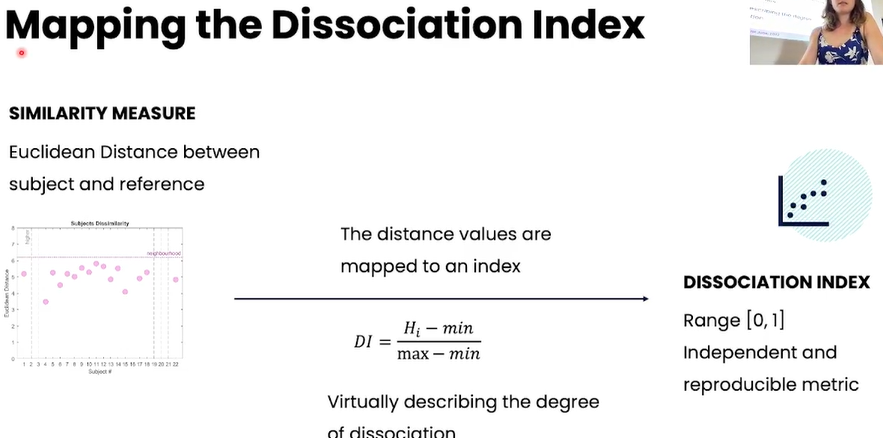 Mapping the Dissociation Index
SIMILARITY MEASURE
Euclidean Distance between
subject and reference
Subjects Dissimilarity
neighbourhood
Euclidean Distance
8
7
6
5
4
3
2
1
0
1 2 3 4 5 6 7 8 9 10 11 12 13 14 15 16 17 18 19 20 21 22
Subject #
The distance values are
mapped to an index
DI = (H_i − min) / (max − min)
Virtually describing the degree
of dissociation
DISSOCIATION INDEX
Range [0, 1]
Independent and
reproducible metric